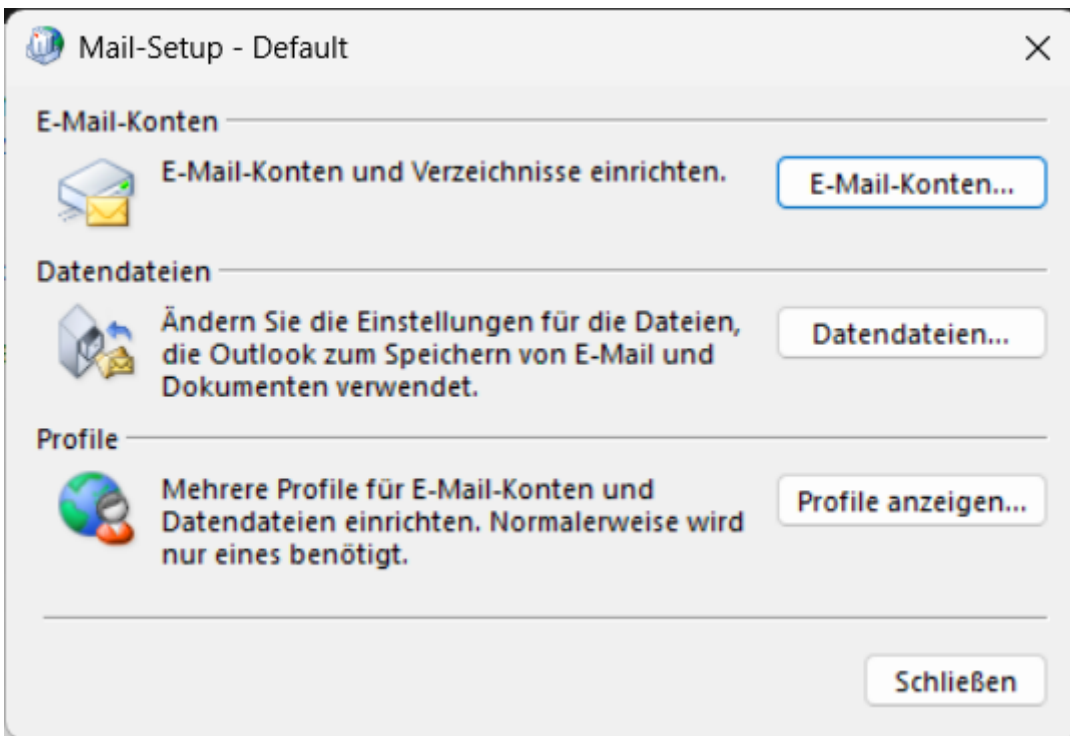 Mail-Setup - Default
E-Mail-Konten
E-Mail-Konten und Verzeichnisse einrichten.
E-Mail-Konten...
Datendateien
Ändern Sie die Einstellungen für die Dateien,
die Outlook zum Speichern von E-Mail und
Dokumenten verwendet.
Datendateien...
Profile
Mehrere Profile für E-Mail-Konten und
Datendateien einrichten. Normalerweise wird
nur eines benötigt.
Profile anzeigen...
Schließen